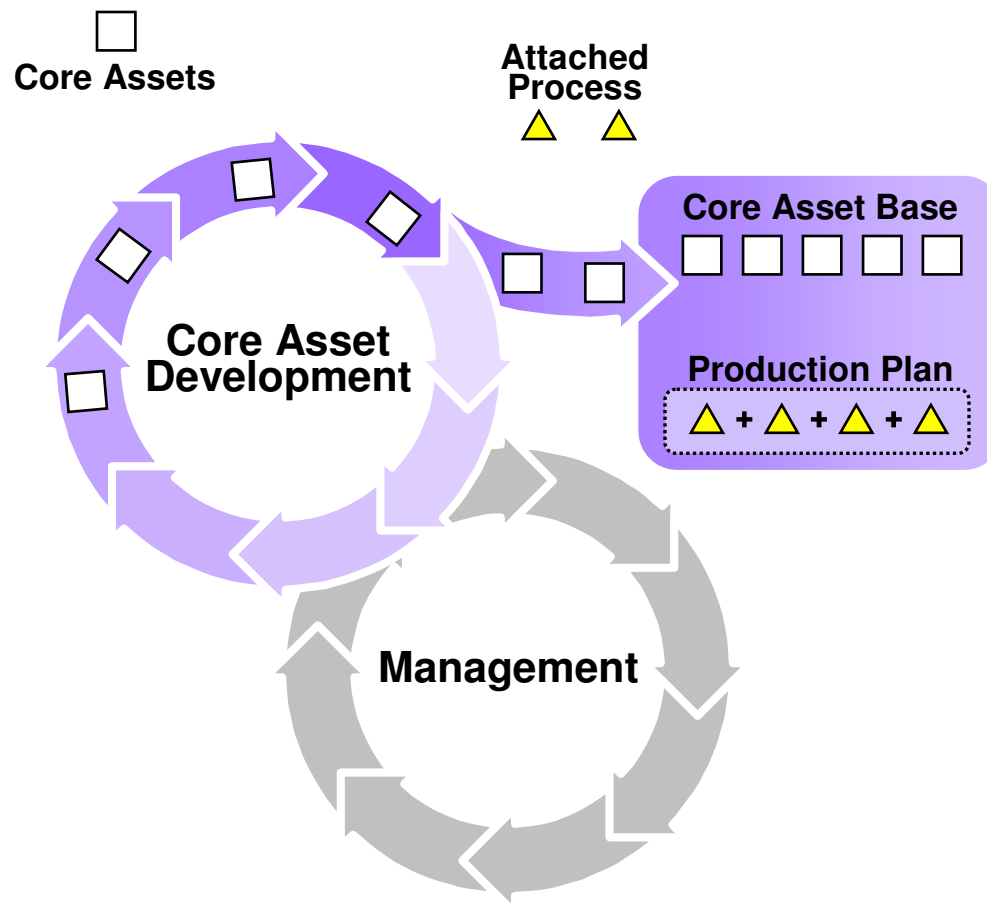 Core Assets
Attached
Process
Core Asset Base
Core Asset
Development
Production Plan
+ + +
Management